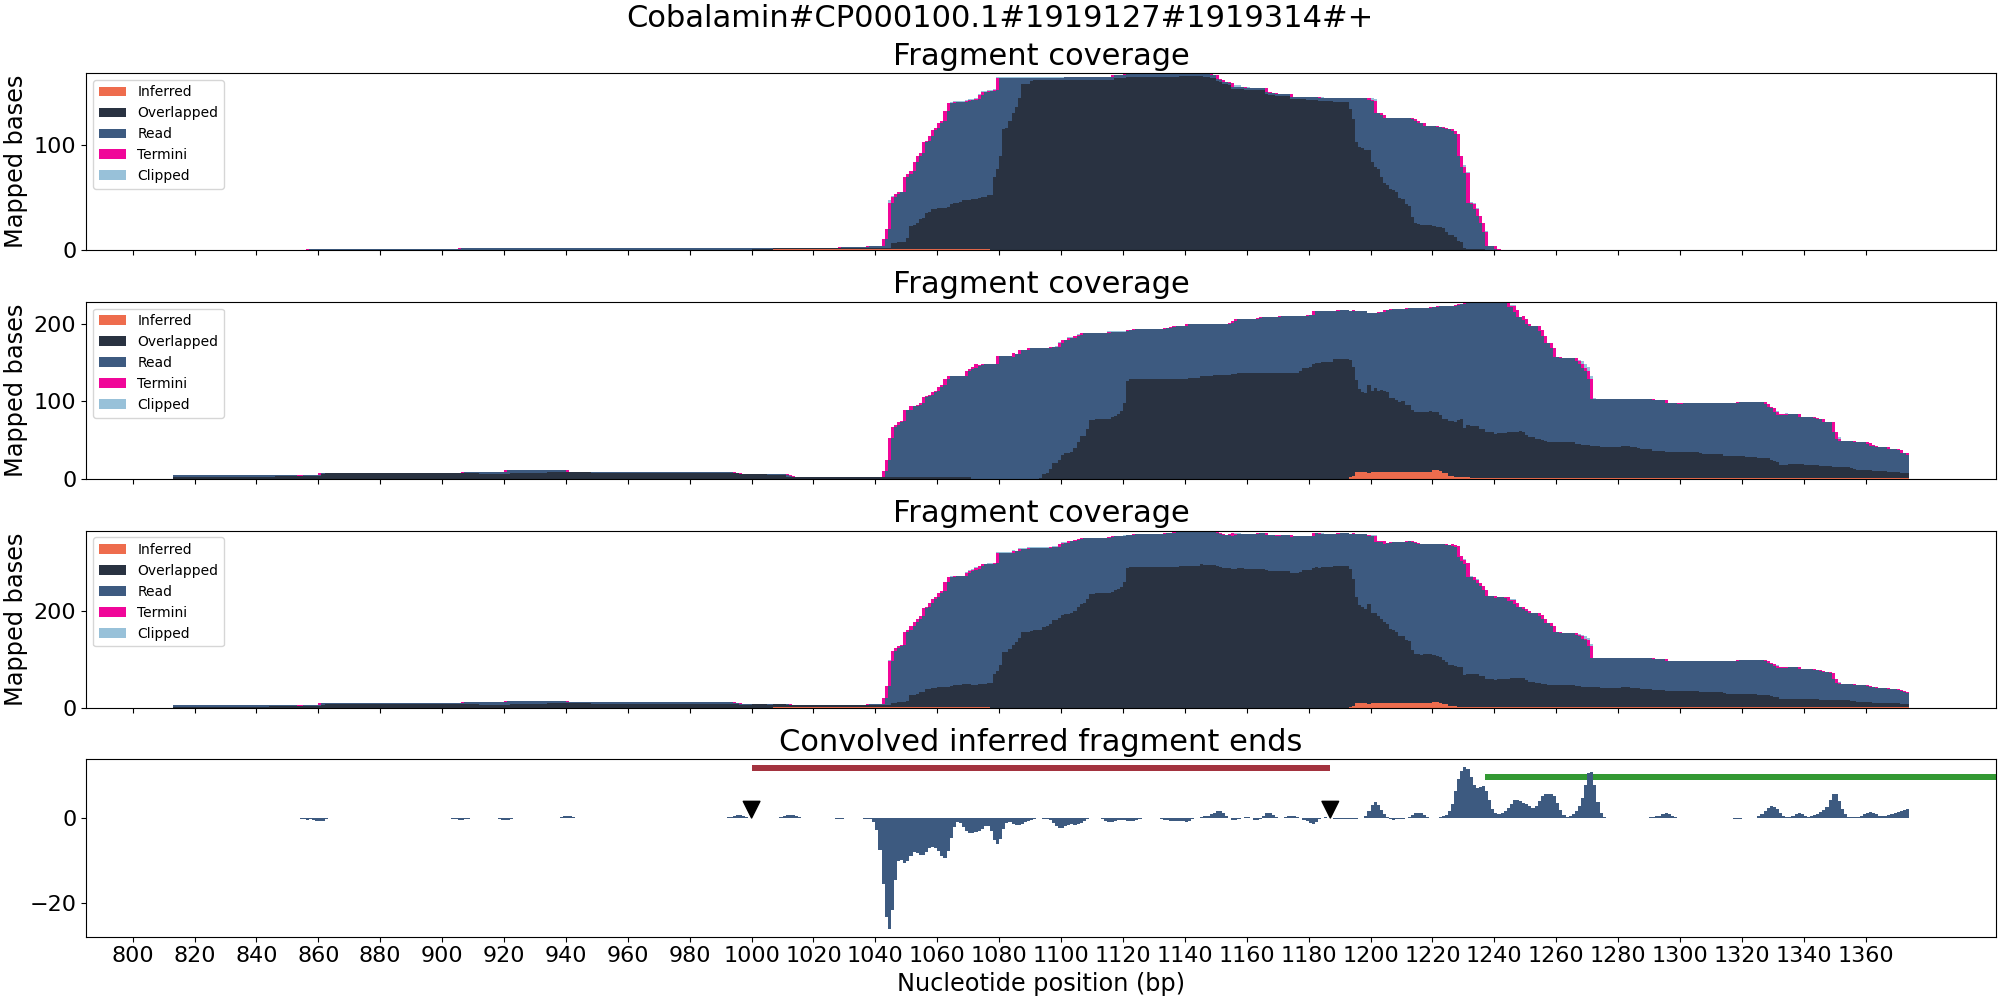 Cobalamin#CP000100.1#1919127#1919314#+
Fragment coverage
Mapped bases
100
0
Inferred
Overlapped
Read
Termini
Clipped
Fragment coverage
Mapped bases
200
100
0
Inferred
Overlapped
Read
Termini
Clipped
Fragment coverage
Mapped bases
200
0
Inferred
Overlapped
Read
Termini
Clipped
Convolved inferred fragment ends
0
−20
800 820 840 860 880 900 920 940 960 980 1000 1020 1040 1060 1080 1100 1120 1140 1160 1180 1200 1220 1240 1260 1280 1300 1320 1340 1360
Nucleotide position (bp)